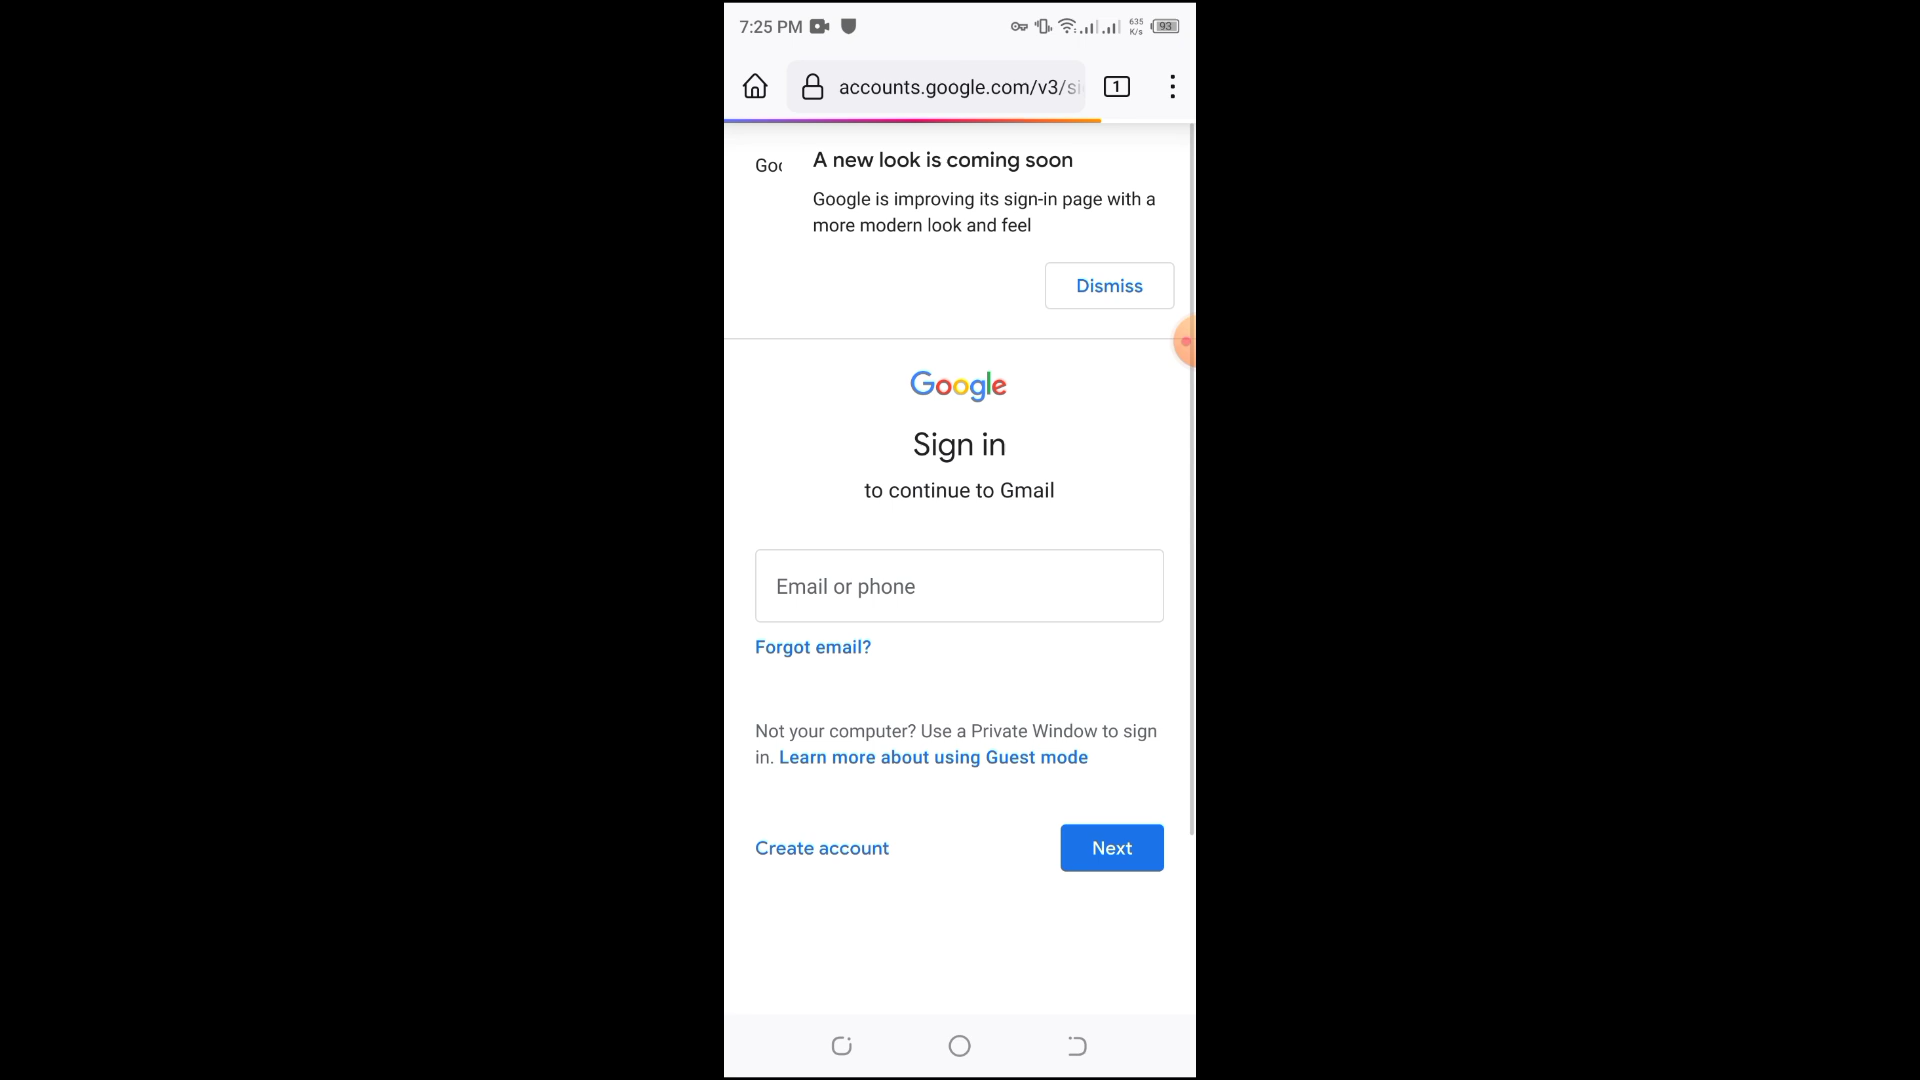 7:25 PM
635
K/s
93
accounts.google.com/v3/si
1
Goo
A new look is coming soon
Google is improving its sign-in page with a
more modern look and feel
Dismiss
Google
Sign in
to continue to Gmail
Email or phone
Forgot email?
Not your computer? Use a Private Window to sign
in. Learn more about using Guest mode
Create account
Next